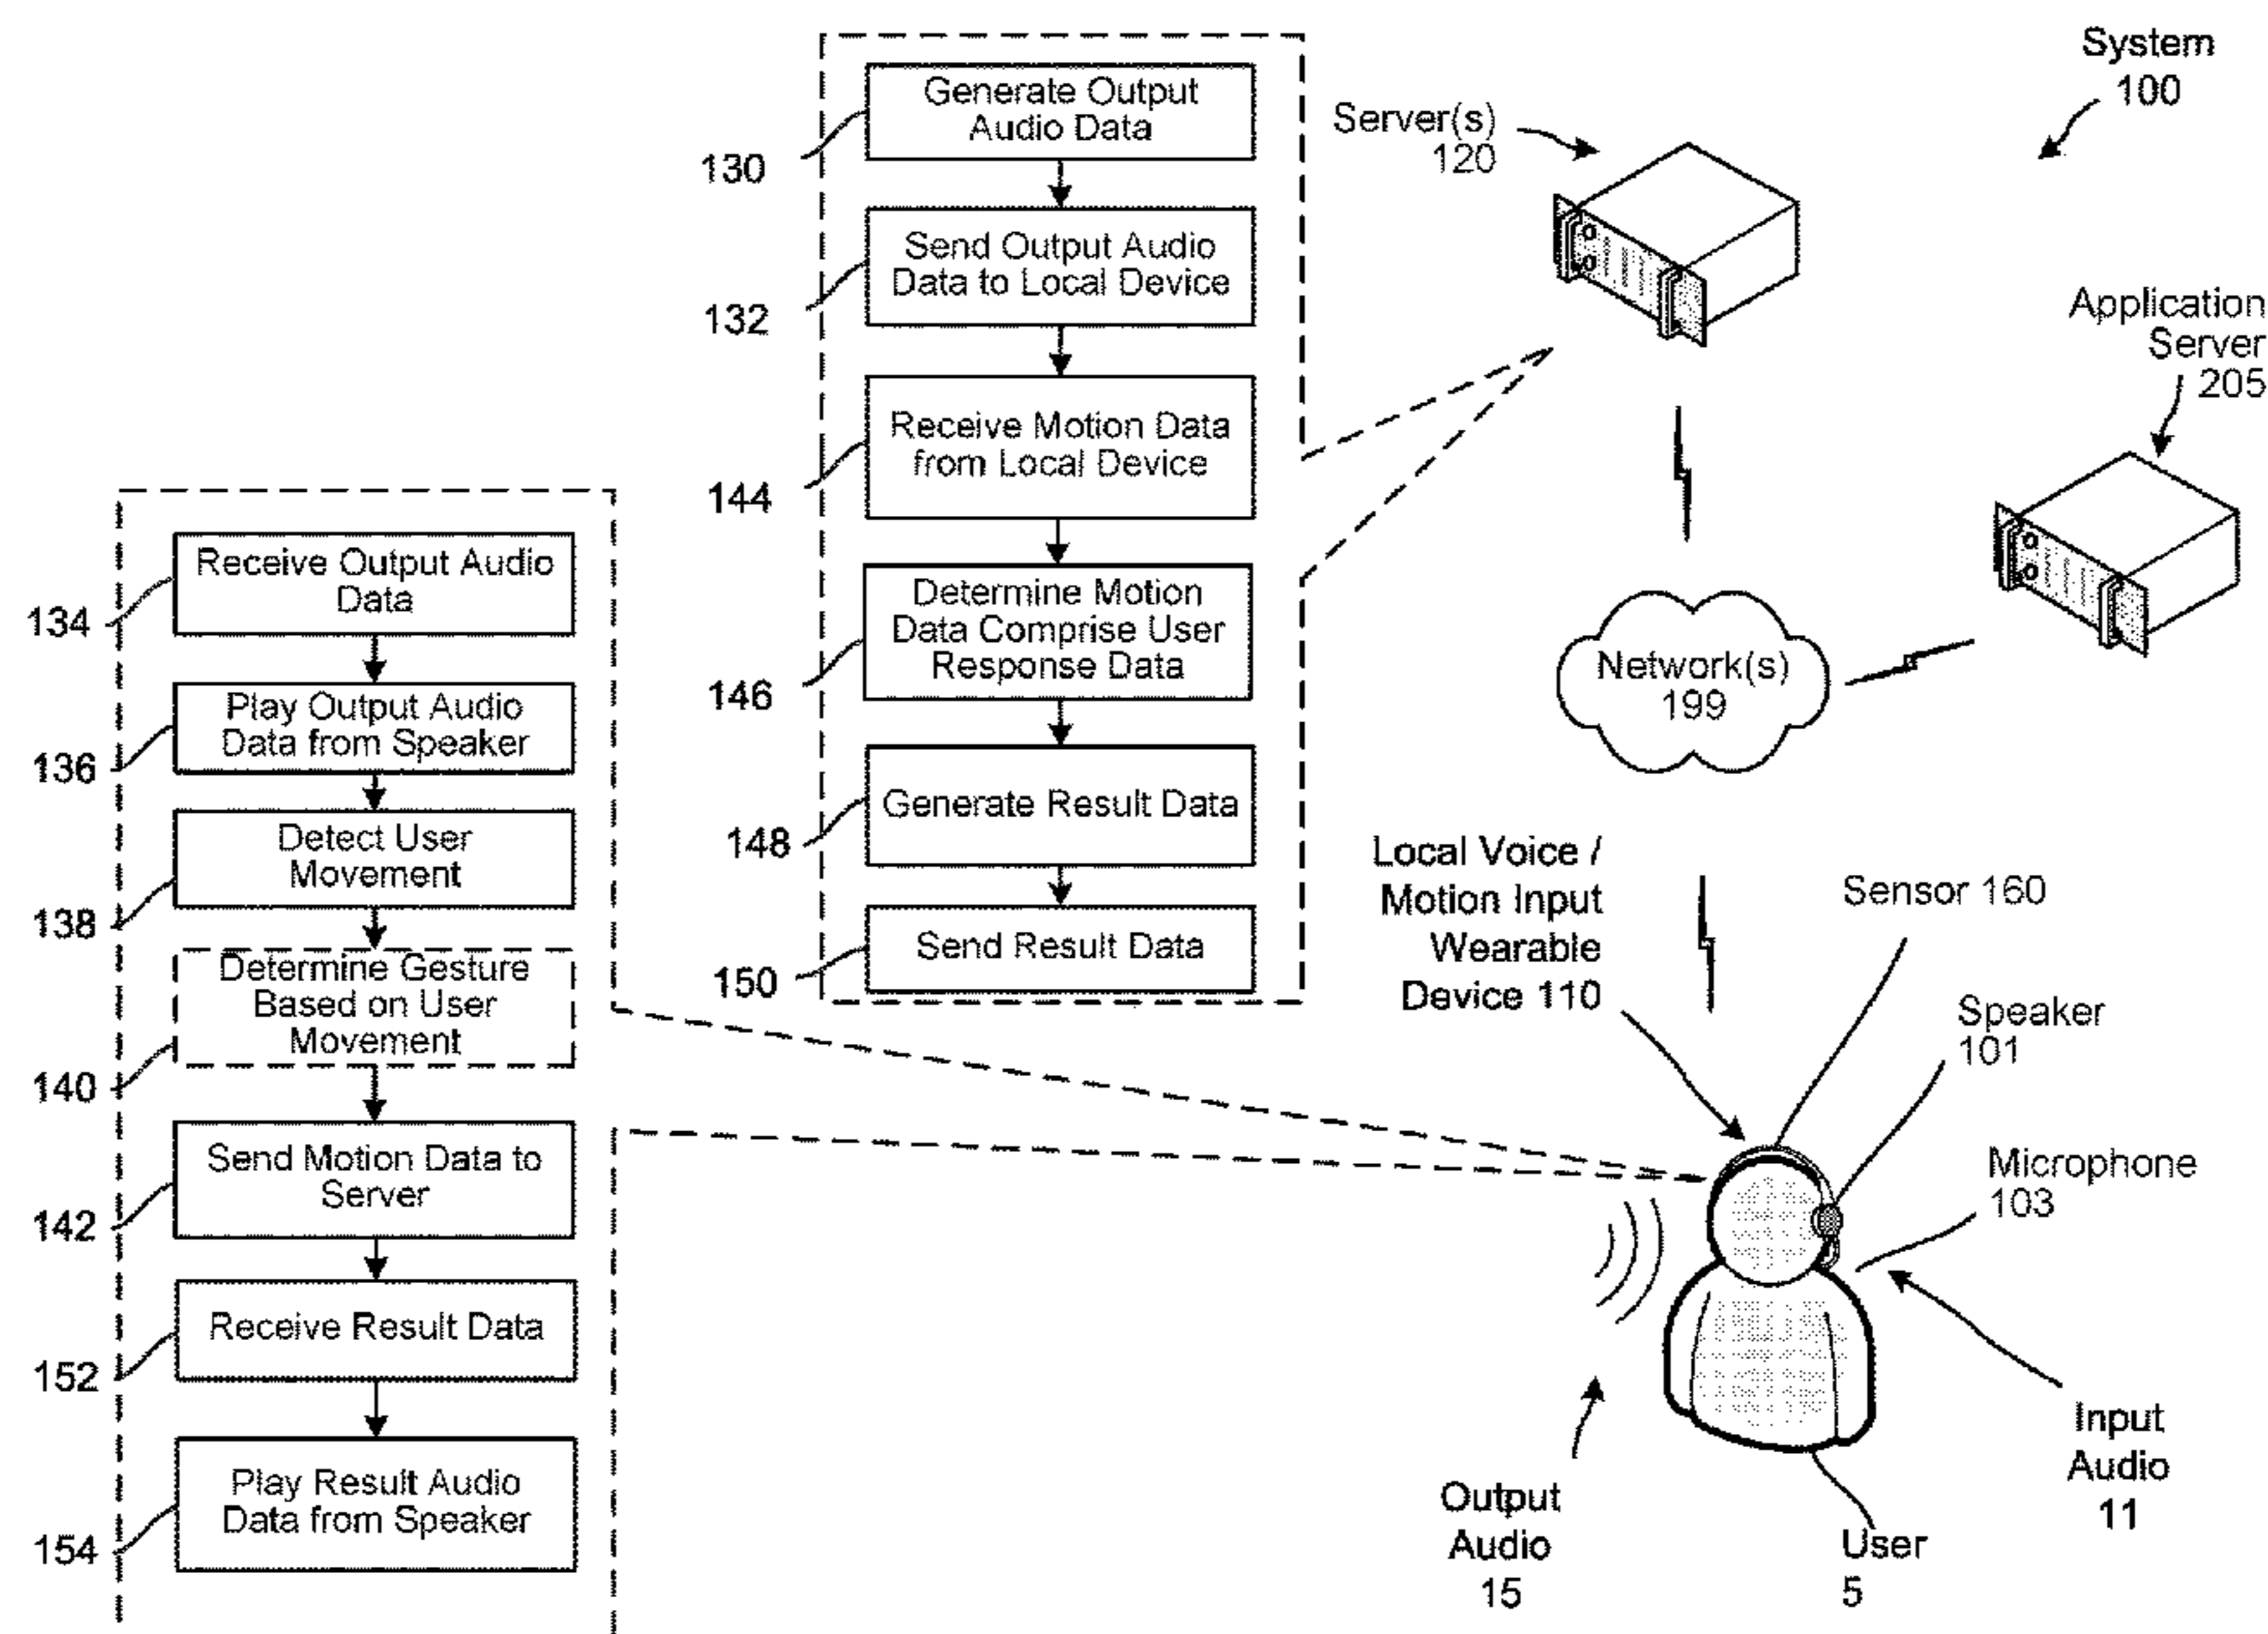 System
100
Server(s)
120
Application
Server
205
Generate Output
Audio Data
130
Send Output Audio
Data to Local Device
132
Receive Motion Data
from Local Device
144
Determine Motion
Data Comprise User
Response Data
146
Generate Result Data
148
Send Result Data
150
Receive Output Audio
Data
134
Play Output Audio
Data from Speaker
136
Detect User
Movement
138
Determine Gesture
Based on User
Movement
140
Send Motion Data to
Server
142
Receive Result Data
152
Play Result Audio
Data from Speaker
154
Network(s)
199
Local Voice /
Motion Input
Wearable
Device 110
Sensor 160
Speaker
101
Microphone
103
Input
Audio
11
Output
Audio
15
User
5